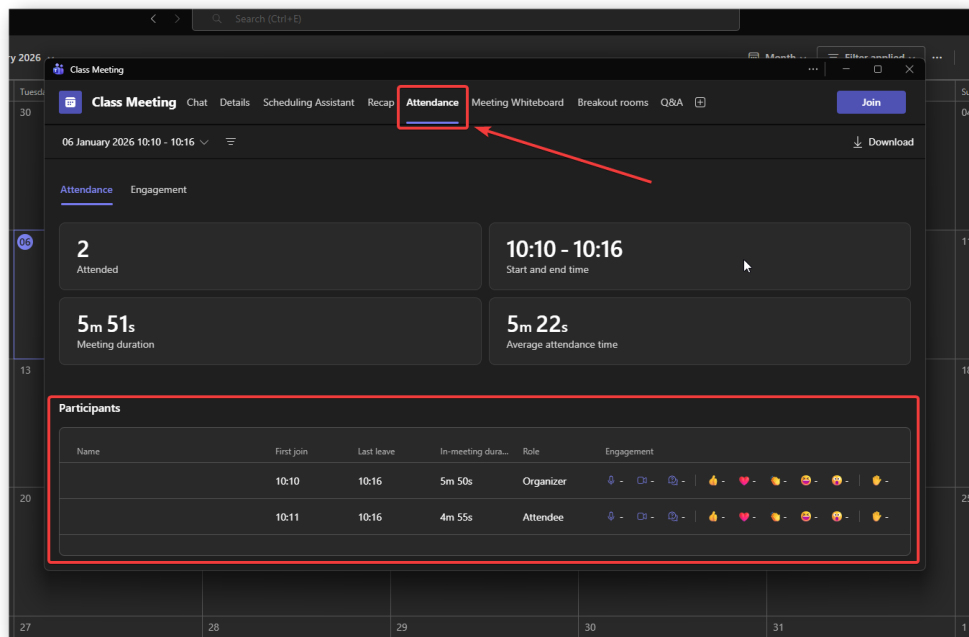 Search (Ctrl+E)
y 2026
Month
Filter applied
Class Meeting
Class Meeting Chat Details Scheduling Assistant Recap Attendance Meeting Whiteboard Breakout rooms Q&A Join
06 January 2026 10:10 - 10:16 Download
Attendance Engagement
2
Attended
10:10 - 10:16
Start and end time
5m 51s
Meeting duration
5m 22s
Average attendance time
Participants
Name First join Last leave In-meeting dura... Role Engagement
10:10 10:16 5m 50s Organizer - - - - - - - - -
10:11 10:16 4m 55s Attendee - - - - - - - - -
30
06
13
20
27 28 29 30 31 1